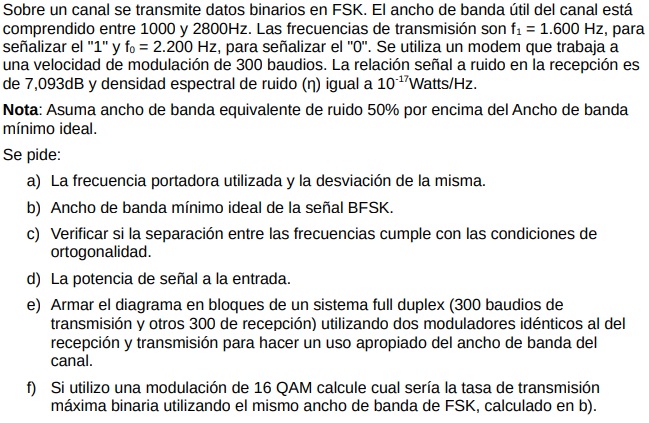 Sobre un canal se transmite datos binarios en FSK. El ancho de banda útil del canal está
comprendido entre 1000 y 2800Hz. Las frecuencias de transmisión son f₁ = 1.600 Hz, para
señalizar el "1" y f₀ = 2.200 Hz, para señalizar el "0". Se utiliza un modem que trabaja a
una velocidad de modulación de 300 baudios. La relación señal a ruido en la recepción es
de 7,093dB y densidad espectral de ruido (η) igual a 10⁻¹⁷Watts/Hz.
Nota: Asuma ancho de banda equivalente de ruido 50% por encima del Ancho de banda
mínimo ideal.
Se pide:
a) La frecuencia portadora utilizada y la desviación de la misma.
b) Ancho de banda mínimo ideal de la señal BFSK.
c) Verificar si la separación entre las frecuencias cumple con las condiciones de
ortogonalidad.
d) La potencia de señal a la entrada.
e) Armar el diagrama en bloques de un sistema full duplex (300 baudios de
transmisión y otros 300 de recepción) utilizando dos moduladores idénticos al del
recepción y transmisión para hacer un uso apropiado del ancho de banda del
canal.
f) Si utilizo una modulación de 16 QAM calcule cual sería la tasa de transmisión
máxima binaria utilizando el mismo ancho de banda de FSK, calculado en b).